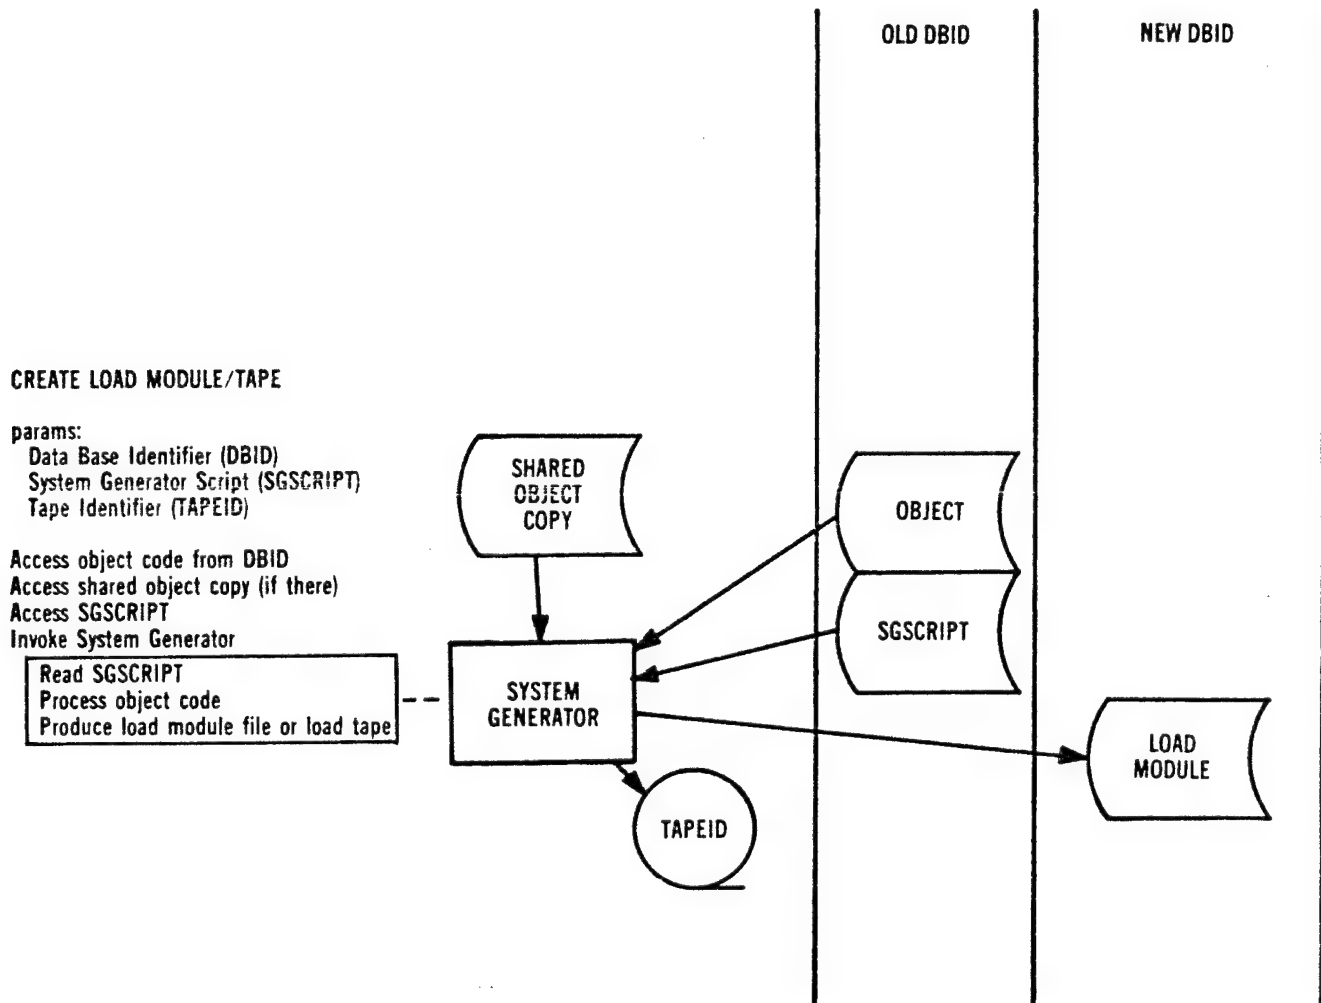 OLD DBID
NEW DBID
CREATE LOAD MODULE/TAPE
params:
Data Base Identifier (DBID)
System Generator Script (SGSCRIPT)
Tape Identifier (TAPEID)
Access object code from DBID
Access shared object copy (if there)
Access SGSCRIPT
Invoke System Generator
Read SGSCRIPT
Process object code
Produce load module file or load tape
SHARED
OBJECT
COPY
OBJECT
SGSCRIPT
SYSTEM
GENERATOR
LOAD
MODULE
TAPEID